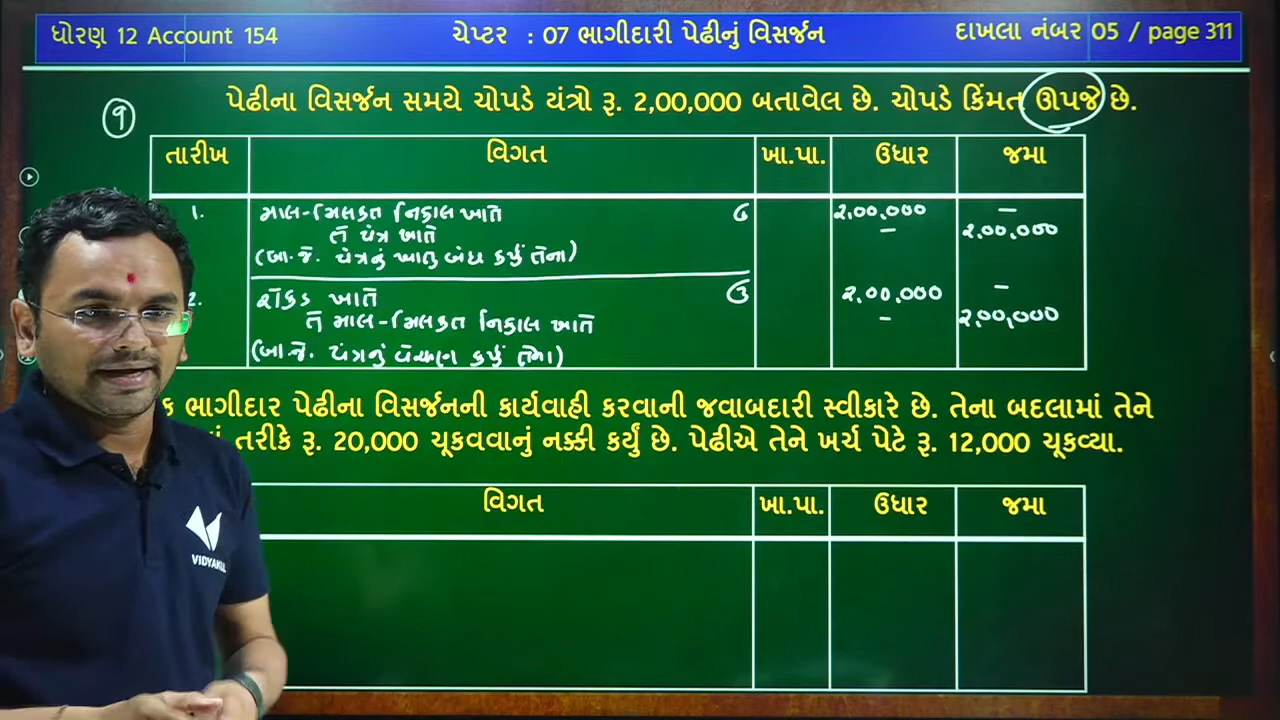 ધોરણ 12 Account 154
ચેપ્ટર : 07 ભાગીદારી પેઢીનું વિસર્જન
દાખલા નંબર 05 / page 311
૧
પેઢીના વિસર્જન સમયે ચોપડે યંત્રો રૂ. 2,00,000 બતાવેલ છે. ચોપડે કિંમત ઊપજે છે.
તારીખ વિગત ખા.પા. ઉધાર જમા
1. માલ-મિલકત નિકાલ ખાતે ઉ 2,00,000 –
તે યંત્ર ખાતે – 2,00,000
(બા.જે. યંત્રનું ખાતુ બંધ કર્યું તેના)
2. રોકડ ખાતે ઉ 2,00,000 –
તે માલ-મિલકત નિકાલ ખાતે – 2,00,000
(બા.જે. યંત્રનું વેચાણ કર્યું તેના)
ભાગીદાર પેઢીના વિસર્જનની કાર્યવાહી કરવાની જવાબદારી સ્વીકારે છે. તેના બદલામાં તેને
તરીકે રૂ. 20,000 ચૂકવવાનું નક્કી કર્યું છે. પેઢીએ તેને ખર્ચ પેટે રૂ. 12,000 ચૂકવ્યા.
વિગત ખા.પા. ઉધાર જમા
VIDYAKUL